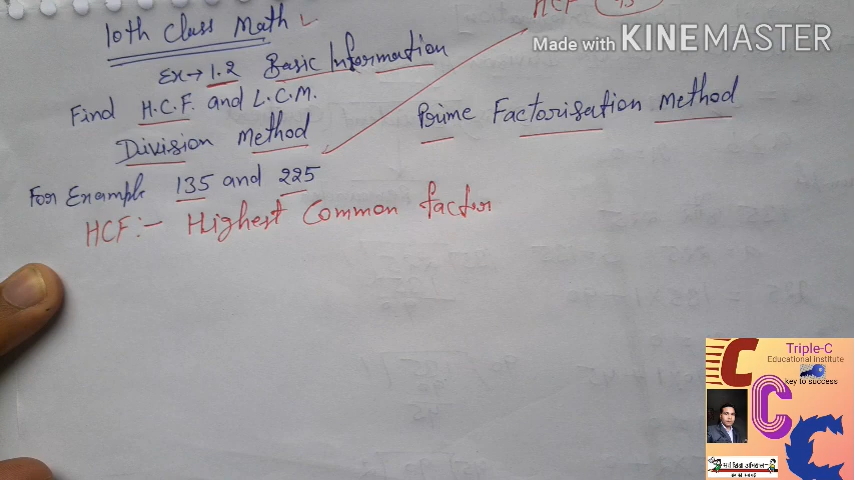 HCF
Made with KINEMASTER
10th Class Math
Ex→ 1.2 Basic Information
Find H.C.F. and L.C.M.
Division Method
Prime Factorisation Method
For Example 135 and 225
HCF:- Highest Common factor
Triple-C
Educational Institute
key to success
C
C
C